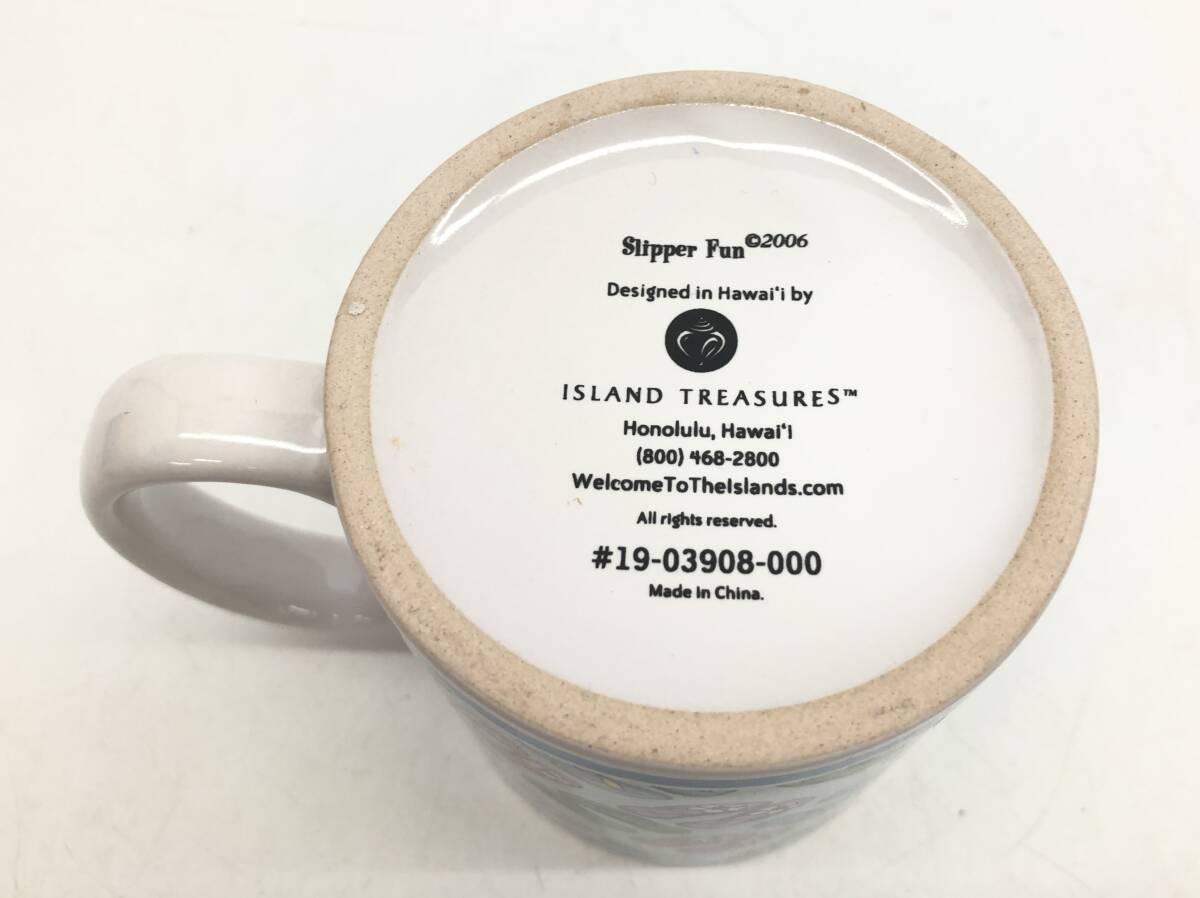 Slipper Fun©2006
Designed in Hawai‘i by
ISLAND TREASURES™
Honolulu, Hawai‘i
(800) 468-2800
WelcomeToTheIslands.com
All rights reserved.
#19-03908-000
Made in China.